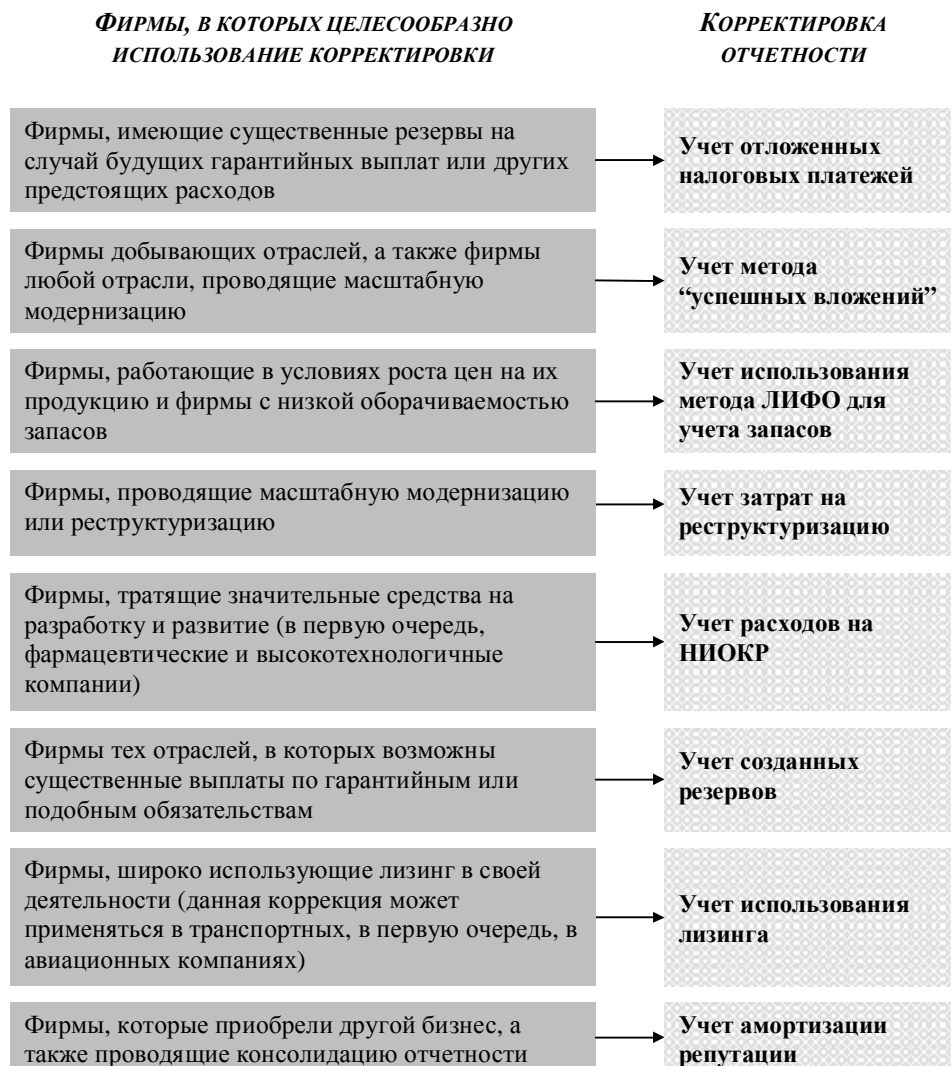 ФИРМЫ, В КОТОРЫХ ЦЕЛЕСООБРАЗНО
ИСПОЛЬЗОВАНИЕ КОРРЕКТИРОВКИ
КОРРЕКТИРОВКА
ОТЧЕТНОСТИ
Фирмы, имеющие существенные резервы на
случай будущих гарантийных выплат или других
предстоящих расходов
Учет отложенных
налоговых платежей
Фирмы добывающих отраслей, а также фирмы
любой отрасли, проводящие масштабную
модернизацию
Учет метода
“успешных вложений”
Фирмы, работающие в условиях роста цен на их
продукцию и фирмы с низкой оборачиваемостью
запасов
Учет использования
метода ЛИФО для
учета запасов
Фирмы, проводящие масштабную модернизацию
или реструктуризацию
Учет затрат на
реструктуризацию
Фирмы, тратящие значительные средства на
разработку и развитие (в первую очередь,
фармацевтические и высокотехнологичные
компании)
Учет расходов на
НИОКР
Фирмы тех отраслей, в которых возможны
существенные выплаты по гарантийным или
подобным обязательствам
Учет созданных
резервов
Фирмы, широко использующие лизинг в своей
деятельности (данная коррекция может
применяться в транспортных, в первую очередь, в
авиационных компаниях)
Учет использования
лизинга
Фирмы, которые приобрели другой бизнес, а
также проводящие консолидацию отчетности
Учет амортизации
репутации